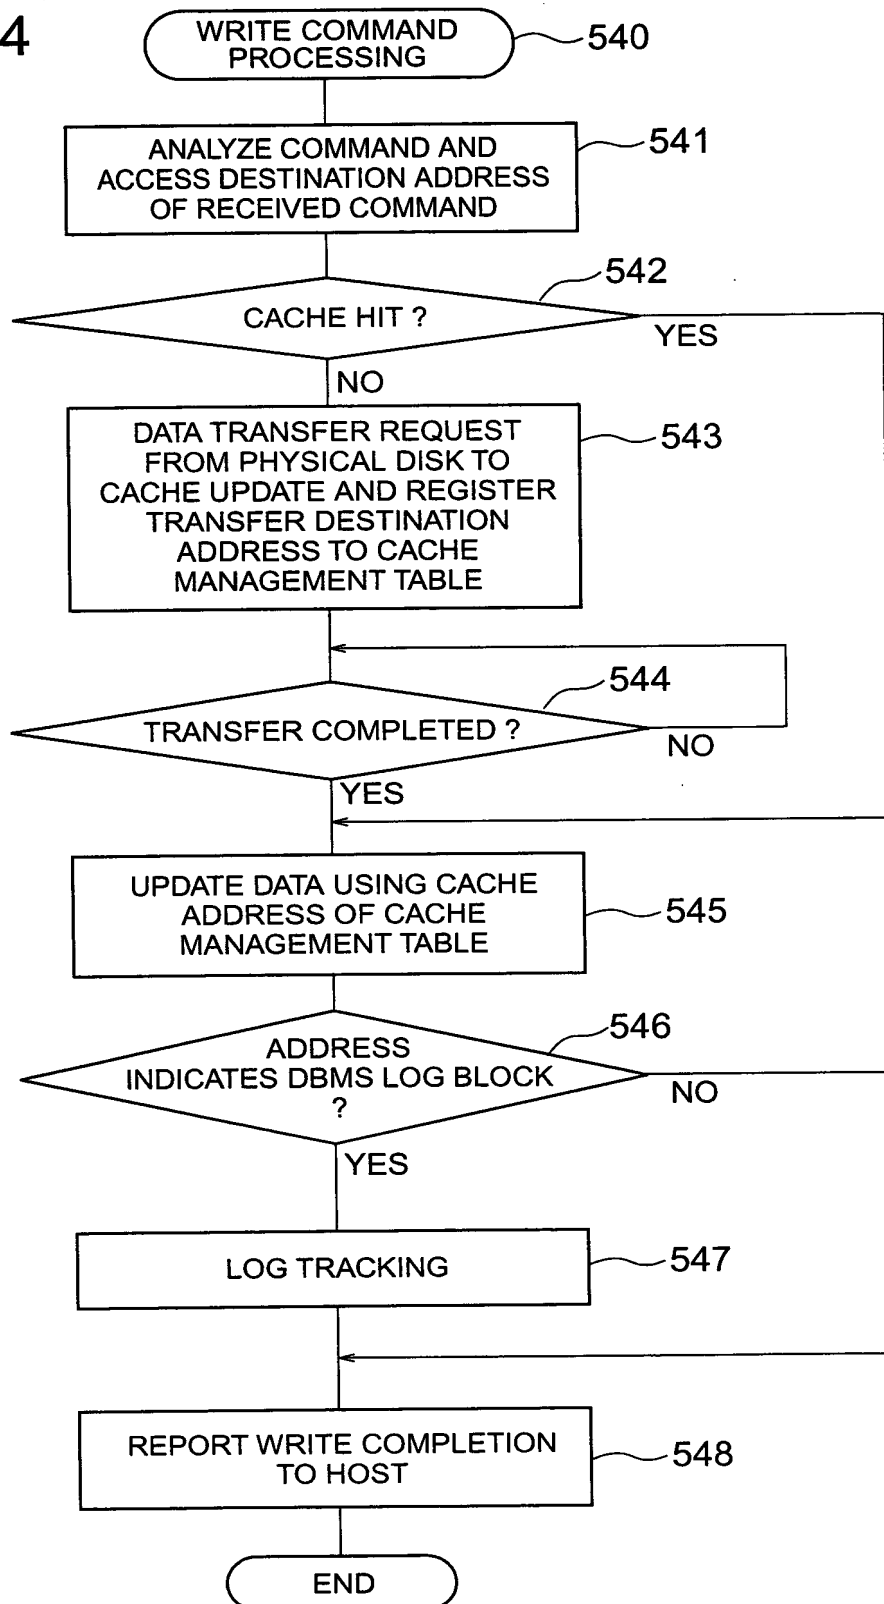 4
WRITE COMMAND
PROCESSING
540
ANALYZE COMMAND AND
ACCESS DESTINATION ADDRESS
OF RECEIVED COMMAND
541
542
CACHE HIT ?
YES
NO
DATA TRANSFER REQUEST
FROM PHYSICAL DISK TO
CACHE UPDATE AND REGISTER
TRANSFER DESTINATION
ADDRESS TO CACHE
MANAGEMENT TABLE
543
544
TRANSFER COMPLETED ?
NO
YES
UPDATE DATA USING CACHE
ADDRESS OF CACHE
MANAGEMENT TABLE
545
546
ADDRESS
INDICATES DBMS LOG BLOCK
?
NO
YES
LOG TRACKING
547
REPORT WRITE COMPLETION
TO HOST
548
END